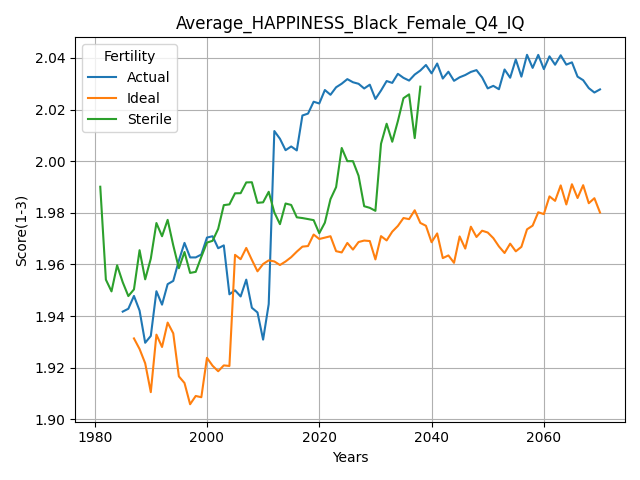 Average_HAPPINESS_Black_Female_Q4_IQ
Fertility
Actual
Ideal
Sterile
Score(1-3)
2.04
2.02
2.00
1.98
1.96
1.94
1.92
1.90
1980
2000
2020
2040
2060
Years